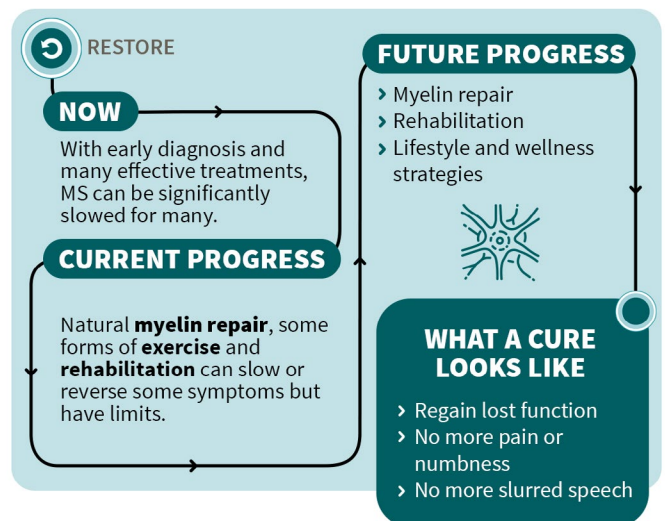 RESTORE
NOW
With early diagnosis and
many effective treatments,
MS can be significantly
slowed for many.
CURRENT PROGRESS
Natural myelin repair, some
forms of exercise and
rehabilitation can slow or
reverse some symptoms but
have limits.
FUTURE PROGRESS
Myelin repair
Rehabilitation
Lifestyle and wellness
strategies
WHAT A CURE
LOOKS LIKE
Regain lost function
No more pain or
numbness
No more slurred speech